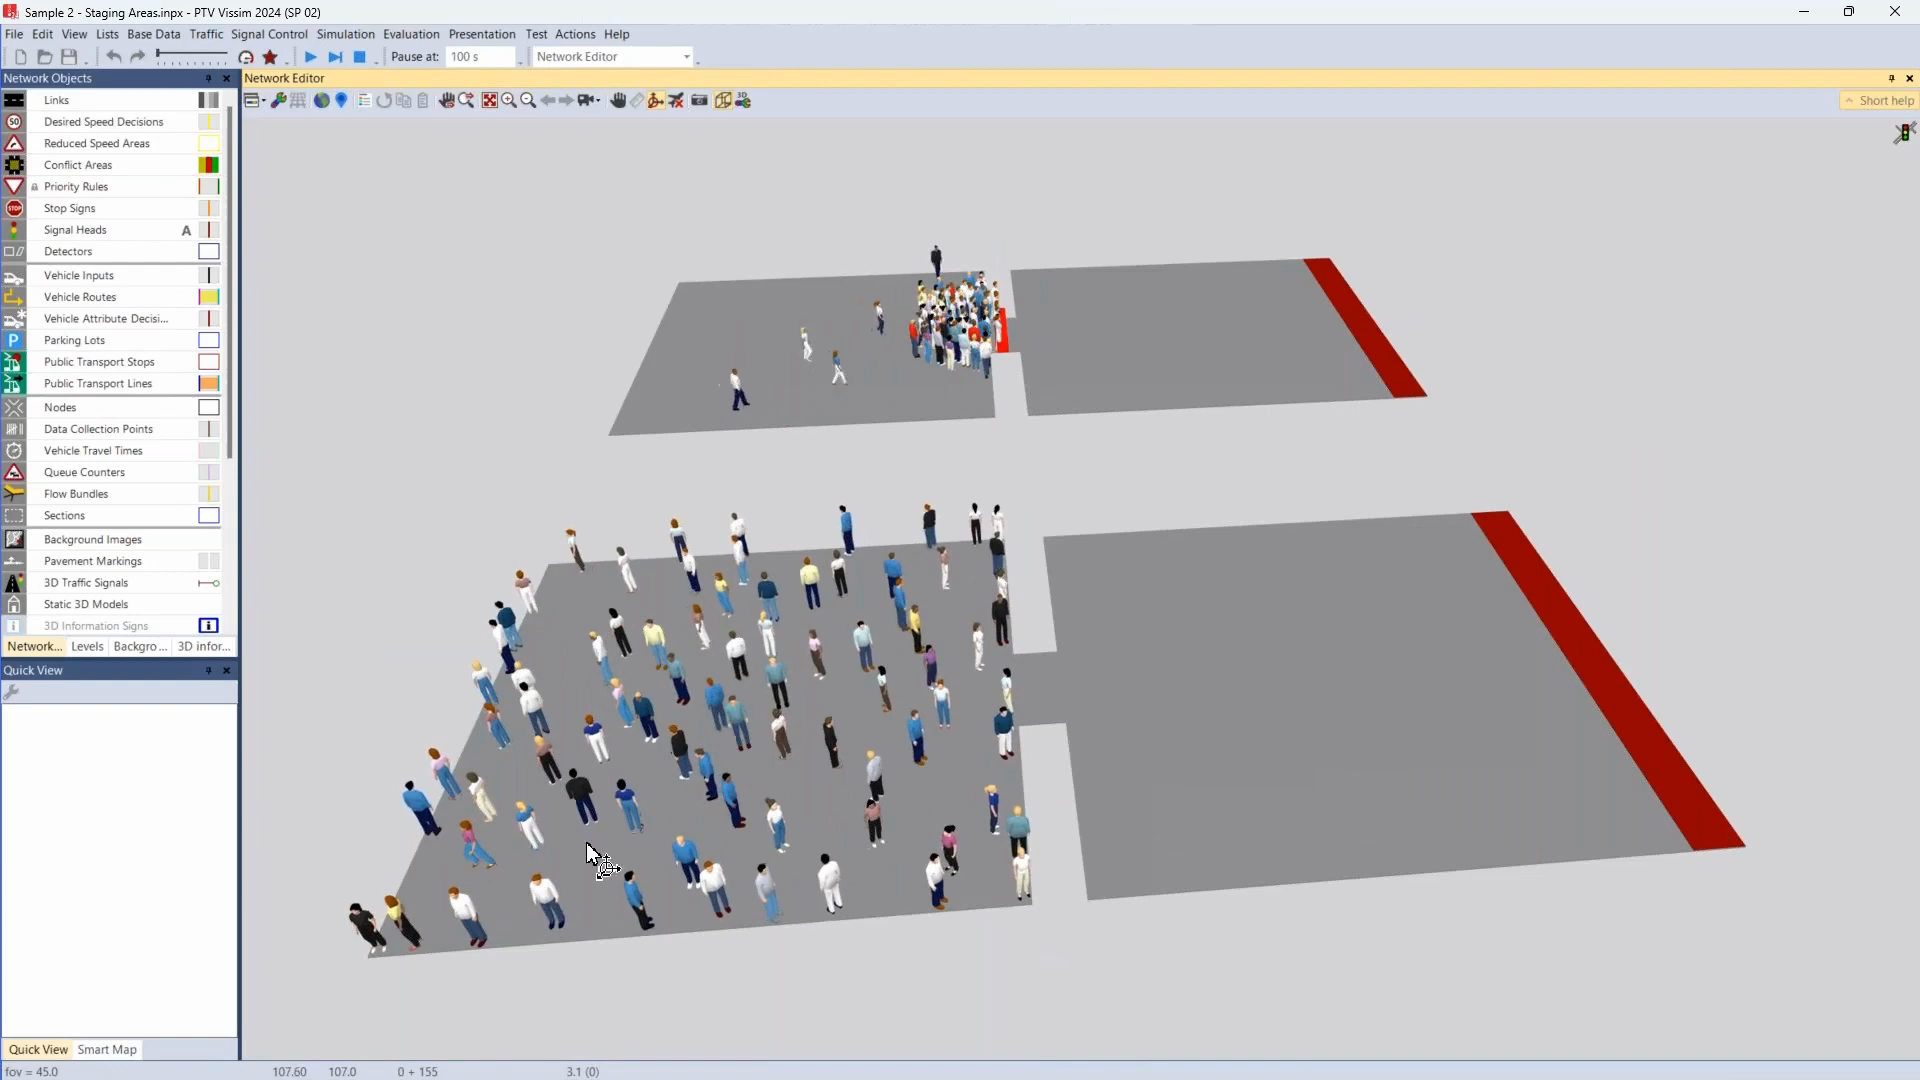 Sample 2 - Staging Areas.inpx - PTV Vissim 2024 (SP 02)
File Edit View Lists Base Data Traffic Signal Control Simulation Evaluation Presentation Test Actions Help
Pause at: 100 s Network Editor
Network Objects
Network Editor
Short help
Links
50 Desired Speed Decisions
Reduced Speed Areas
Conflict Areas
Priority Rules
STOP Stop Signs
Signal Heads A
Detectors
Vehicle Inputs
Vehicle Routes
Vehicle Attribute Decisi...
P Parking Lots
Public Transport Stops
Public Transport Lines
Nodes
Data Collection Points
Vehicle Travel Times
Queue Counters
Flow Bundles
Sections
Background Images
Pavement Markings
3D Traffic Signals
Static 3D Models
i 3D Information Signs i
Network... Levels Backgro... 3D infor...
Quick View
Quick View Smart Map
fov = 45.0 107.60 107.0 0 + 155 3.1 (0)
3D